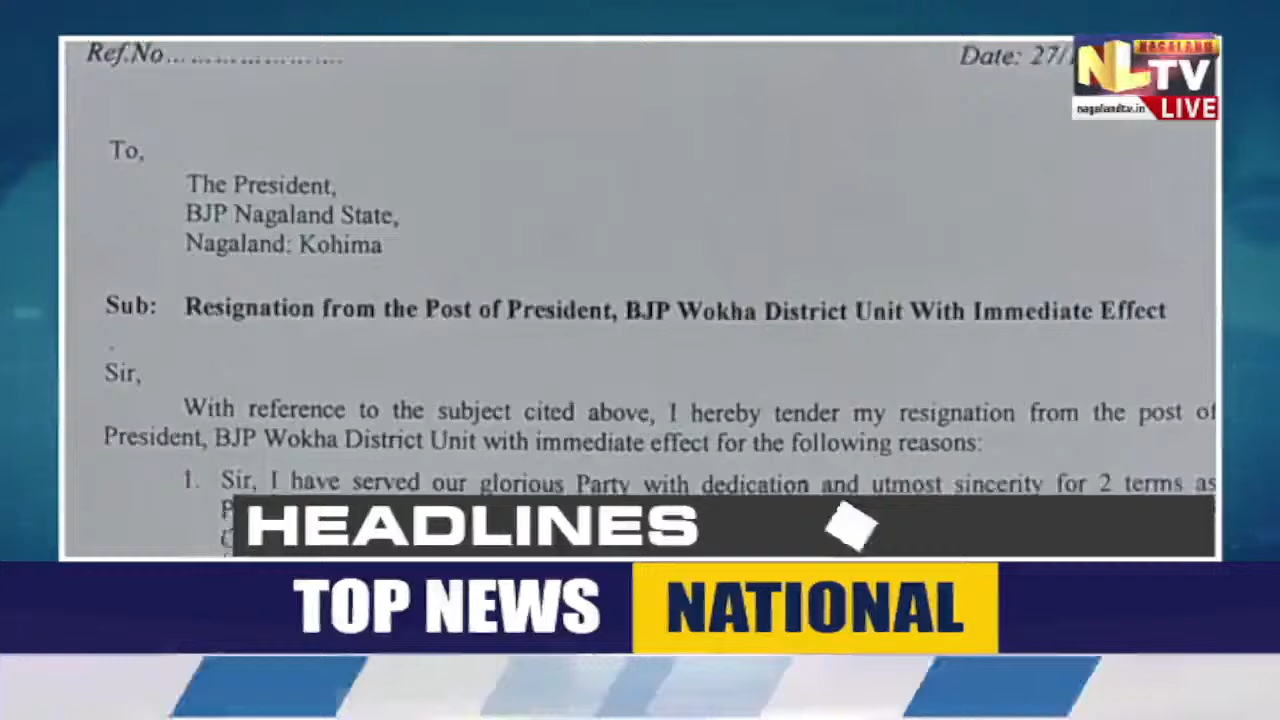 Ref.No.....................
Date: 27/
NAGALAND
NL TV
nagalandtv.in LIVE
To,
The President,
BJP Nagaland State,
Nagaland: Kohima
Sub: Resignation from the Post of President, BJP Wokha District Unit With Immediate Effect
Sir,
With reference to the subject cited above, I hereby tender my resignation from the post of
President, BJP Wokha District Unit with immediate effect for the following reasons:
1. Sir, I have served our glorious Party with dedication and utmost sincerity for 2 terms as
HEADLINES
TOP NEWS NATIONAL